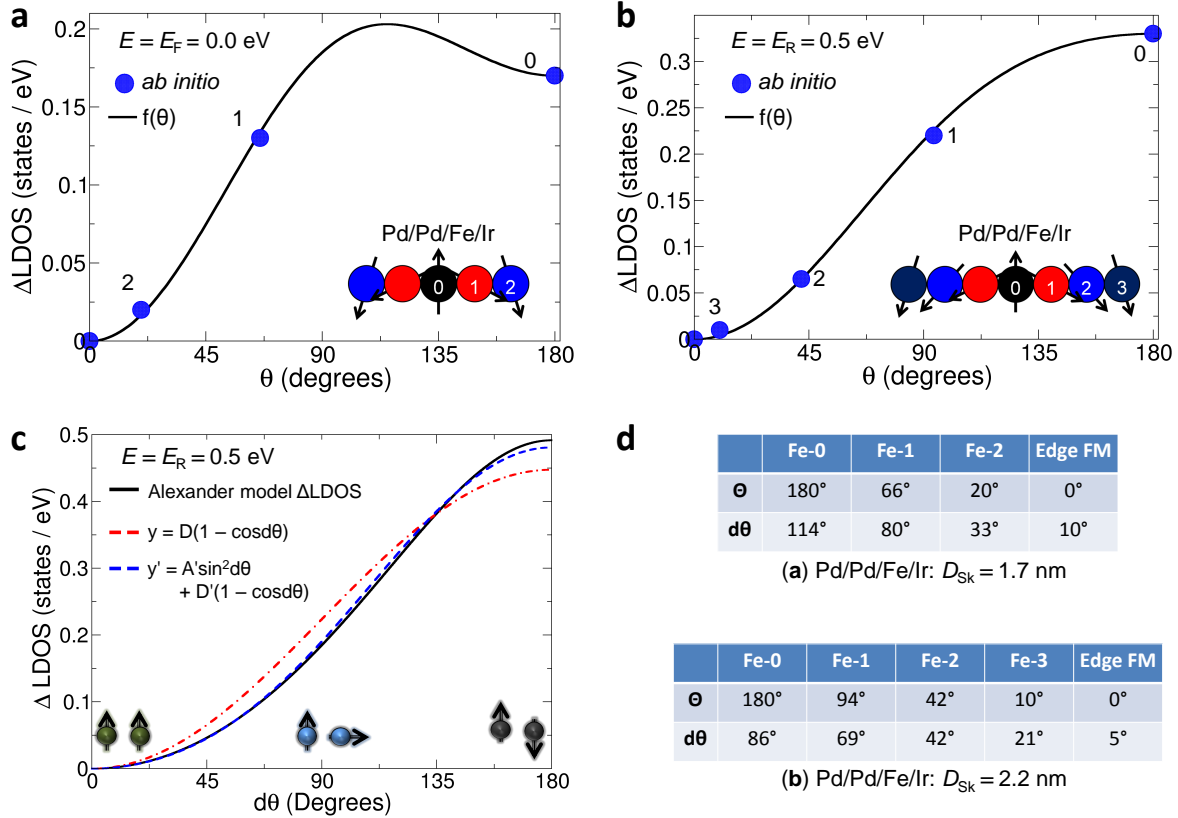 a
E = E_F = 0.0 eV
ab initio
f(θ)
0
1
2
Pd/Pd/Fe/Ir
0 1 2
0
0.05
0.1
0.15
0.2
ΔLDOS (states / eV)
0 45 90 135 180
θ (degrees)
b
E = E_R = 0.5 eV
ab initio
f(θ)
0
1
2
3
Pd/Pd/Fe/Ir
0 1 2 3
0
0.05
0.1
0.15
0.2
0.25
0.3
ΔLDOS (states / eV)
0 45 90 135 180
θ (degrees)
c
E = E_R = 0.5 eV
Alexander model ΔLDOS
y = D(1 – cosdθ)
y' = A'sin²dθ
+ D'(1 – cosdθ)
0
0.1
0.2
0.3
0.4
0.5
Δ LDOS (states / eV)
0 45 90 135 180
dθ (Degrees)
d
Fe-0 Fe-1 Fe-2 Edge FM
Θ 180° 66° 20° 0°
dθ 114° 80° 33° 10°
(a) Pd/Pd/Fe/Ir: D_Sk = 1.7 nm
Fe-0 Fe-1 Fe-2 Fe-3 Edge FM
Θ 180° 94° 42° 10° 0°
dθ 86° 69° 42° 21° 5°
(b) Pd/Pd/Fe/Ir: D_Sk = 2.2 nm